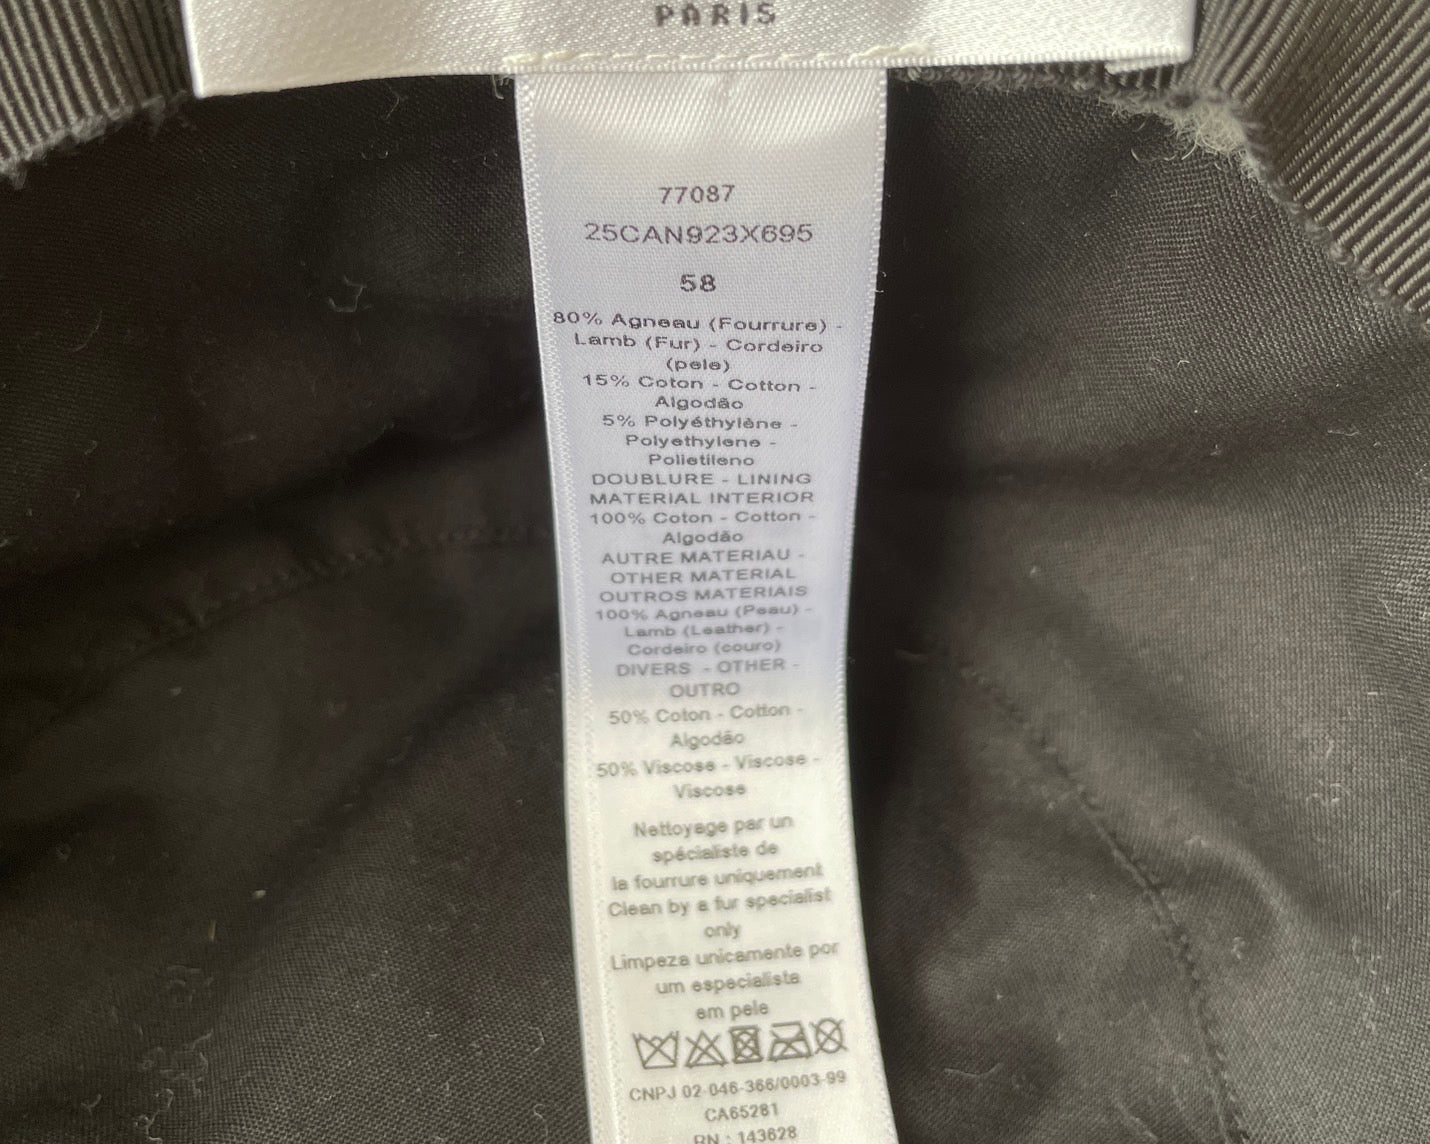 PARIS
77087
25CAN923X695
58
80% Agneau (Fourrure) -
Lamb (Fur) - Cordeiro
(pele)
15% Coton - Cotton -
Algodão
5% Polyéthylène -
Polyethylene -
Polietileno
DOUBLURE - LINING
MATERIAL INTERIOR
100% Coton - Cotton -
Algodão
AUTRE MATERIAU -
OTHER MATERIAL
OUTROS MATERIAIS
100% Agneau (Peau) -
Lamb (Leather) -
Cordeiro (couro)
DIVERS - OTHER -
OUTRO
50% Coton - Cotton -
Algodão
50% Viscose - Viscose -
Viscose
Nettoyage par un
spécialiste de
la fourrure uniquement
Clean by a fur specialist
only
Limpeza unicamente por
um especialista
em pele
CNPJ 02-046-366/0003-99
CA65281
RN : 143628